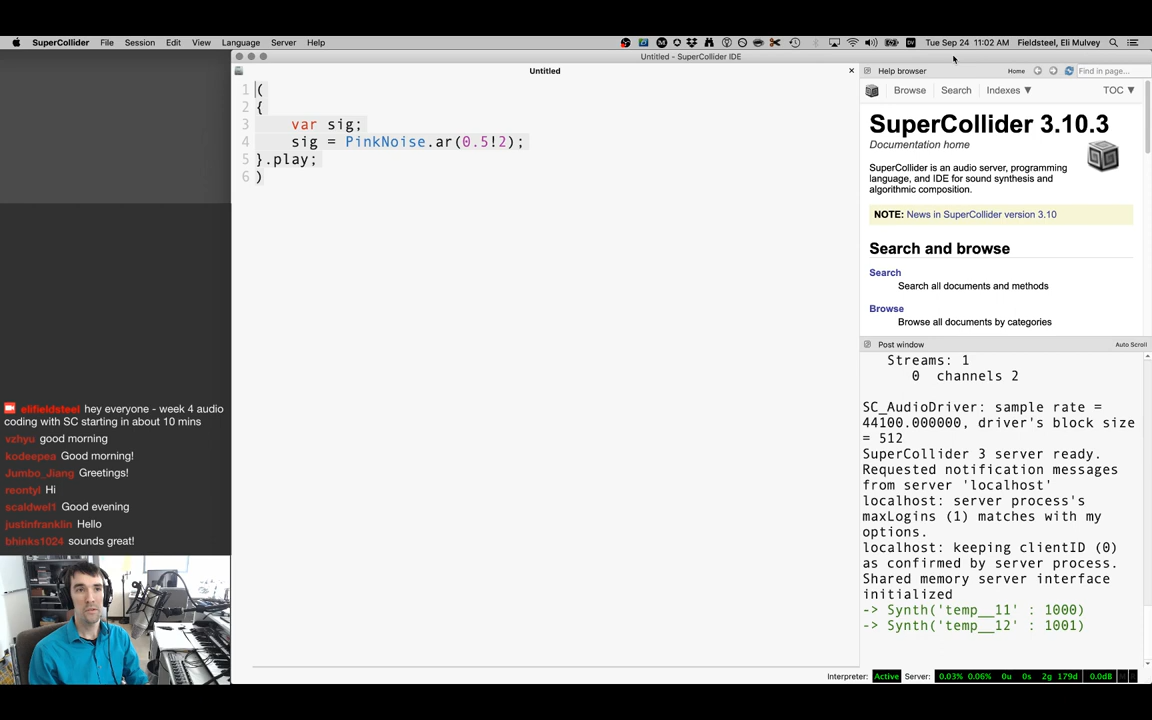 SuperCollider File Session Edit View Language Server Help
Tue Sep 24 11:02 AM Fieldsteel, Eli Mulvey
Untitled - SuperCollider IDE
Untitled
1 (
2 {
3 var sig;
4 sig = PinkNoise.ar(0.5!2);
5 }.play;
6 )
Help browser Home Find in page...
Browse Search Indexes ▼ TOC ▼
SuperCollider 3.10.3
Documentation home
SuperCollider is an audio server, programming
language, and IDE for sound synthesis and
algorithmic composition.
NOTE: News in SuperCollider version 3.10
Search and browse
Search
Search all documents and methods
Browse
Browse all documents by categories
Post window Auto Scroll
Streams: 1
0 channels 2
SC_AudioDriver: sample rate =
44100.000000, driver's block size
= 512
SuperCollider 3 server ready.
Requested notification messages
from server 'localhost'
localhost: server process's
maxLogins (1) matches with my
options.
localhost: keeping clientID (0)
as confirmed by server process.
Shared memory server interface
initialized
-> Synth('temp__11' : 1000)
-> Synth('temp__12' : 1001)
elifieldsteel hey everyone - week 4 audio
coding with SC starting in about 10 mins
vzhyu good morning
kodeepea Good morning!
Jumbo_Jiang Greetings!
reontyl Hi
scaldwel1 Good evening
justinfranklin Hello
bhinks1024 sounds great!
Interpreter: Active Server: 0.03% 0.06% 0u 0s 2g 179d 0.0dB